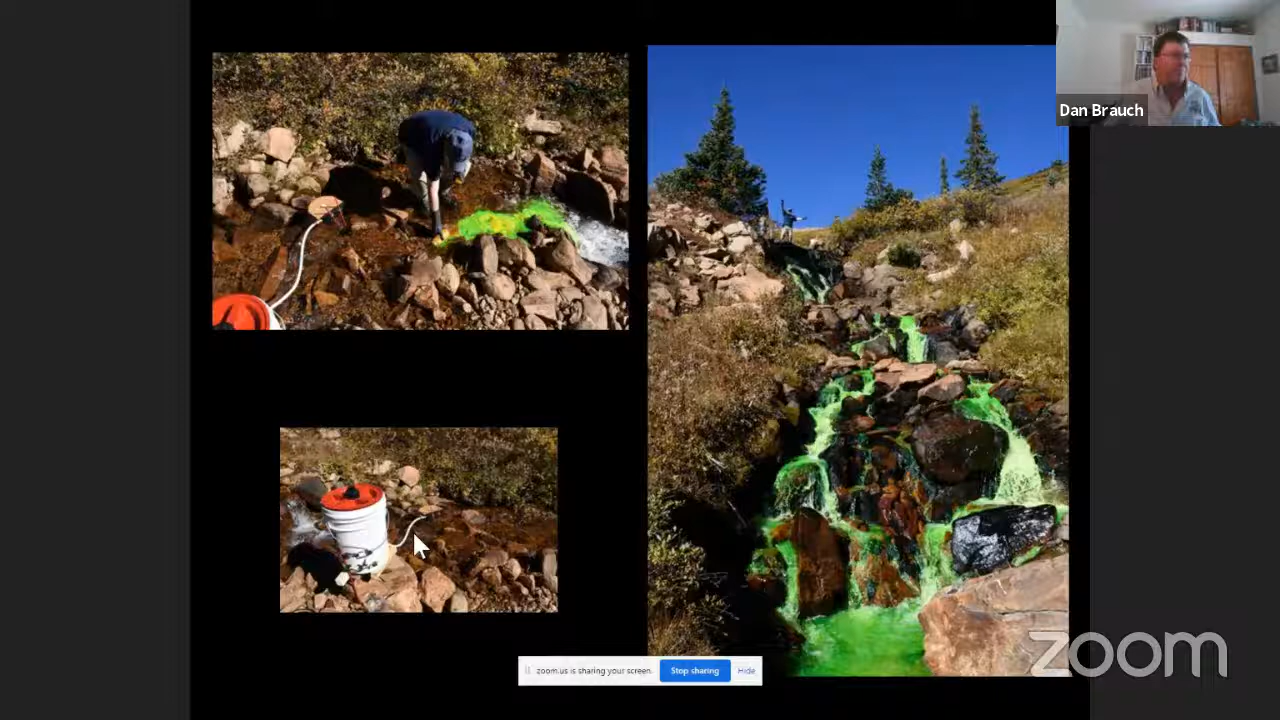 Dan Brauch
zoom.us is sharing your screen.
Stop sharing
Hide
zoom